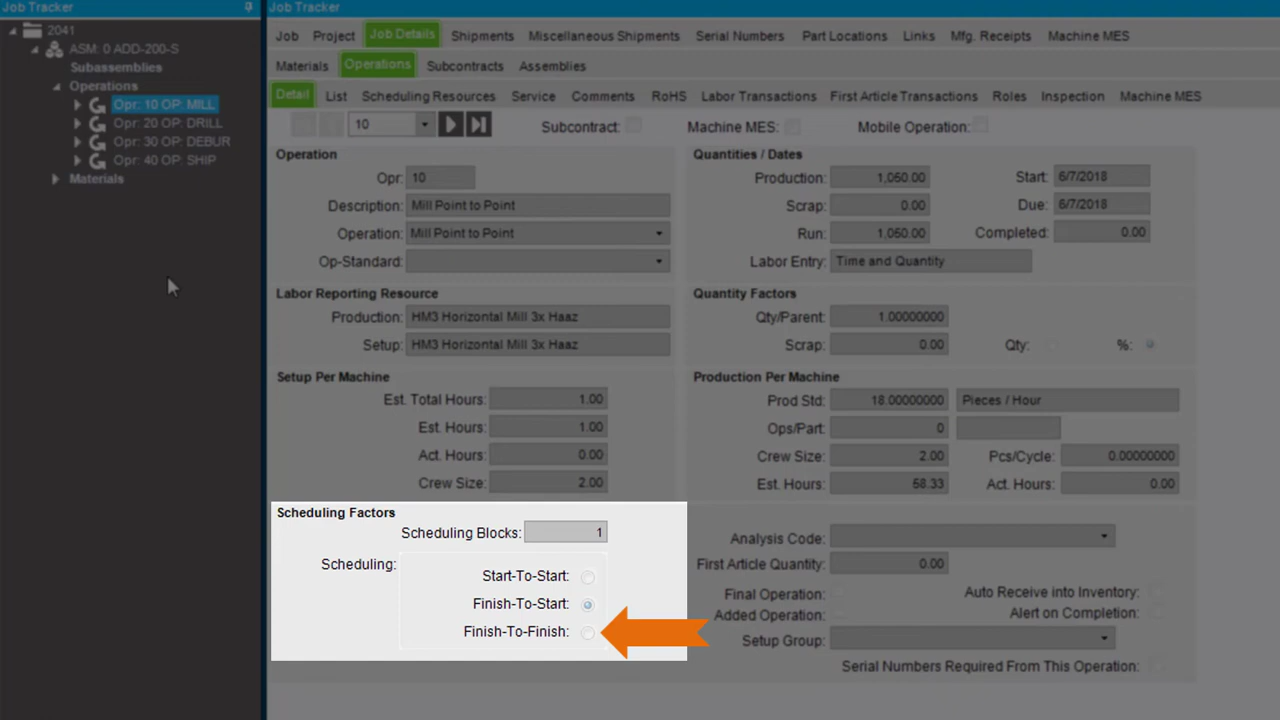 Job Tracker
2041
ASM: 0 ADD-200-S
Subassemblies
Operations
Opr: 10 OP: MILL
Opr: 20 OP: DRILL
Opr: 30 OP: DEBUR
Opr: 40 OP: SHIP
Materials
Job Tracker
Job Project Job Details Shipments Miscellaneous Shipments Serial Numbers Part Locations Links Mfg. Receipts Machine MES
Materials Operations Subcontracts Assemblies
Detail List Scheduling Resources Service Comments RoHS Labor Transactions First Article Transactions Roles Inspection Machine MES
10 Subcontract: Machine MES: Mobile Operation:
Operation
Opr: 10
Description: Mill Point to Point
Operation: Mill Point to Point
Op-Standard:
Labor Reporting Resource
Production: HM3 Horizontal Mill 3x Haaz
Setup: HM3 Horizontal Mill 3x Haaz
Setup Per Machine
Est. Total Hours: 1.00
Est. Hours: 1.00
Act. Hours: 0.00
Crew Size: 2.00
Scheduling Factors
Scheduling Blocks: 1
Scheduling:
Start-To-Start:
Finish-To-Start:
Finish-To-Finish:
Quantities / Dates
Production: 1,050.00 Start: 6/7/2018
Scrap: 0.00 Due: 6/7/2018
Run: 1,050.00 Completed: 0.00
Labor Entry: Time and Quantity
Quantity Factors
Qty/Parent: 1.00000000
Scrap: 0.00 Qty: %:
Production Per Machine
Prod Std: 18.00000000 Pieces / Hour
Ops/Part: 0
Crew Size: 2.00 Pcs/Cycle: 0.00000000
Est. Hours: 58.33 Act. Hours: 0.00
Analysis Code:
First Article Quantity: 0.00
Final Operation: Auto Receive into Inventory:
Added Operation: Alert on Completion:
Setup Group:
Serial Numbers Required From This Operation: